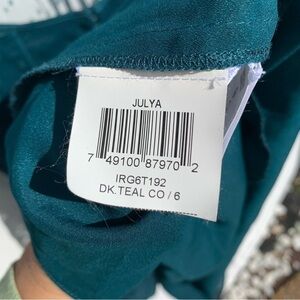 JULYA
7 49100 87970 2
IRG6T192
DK.TEAL CO / 6